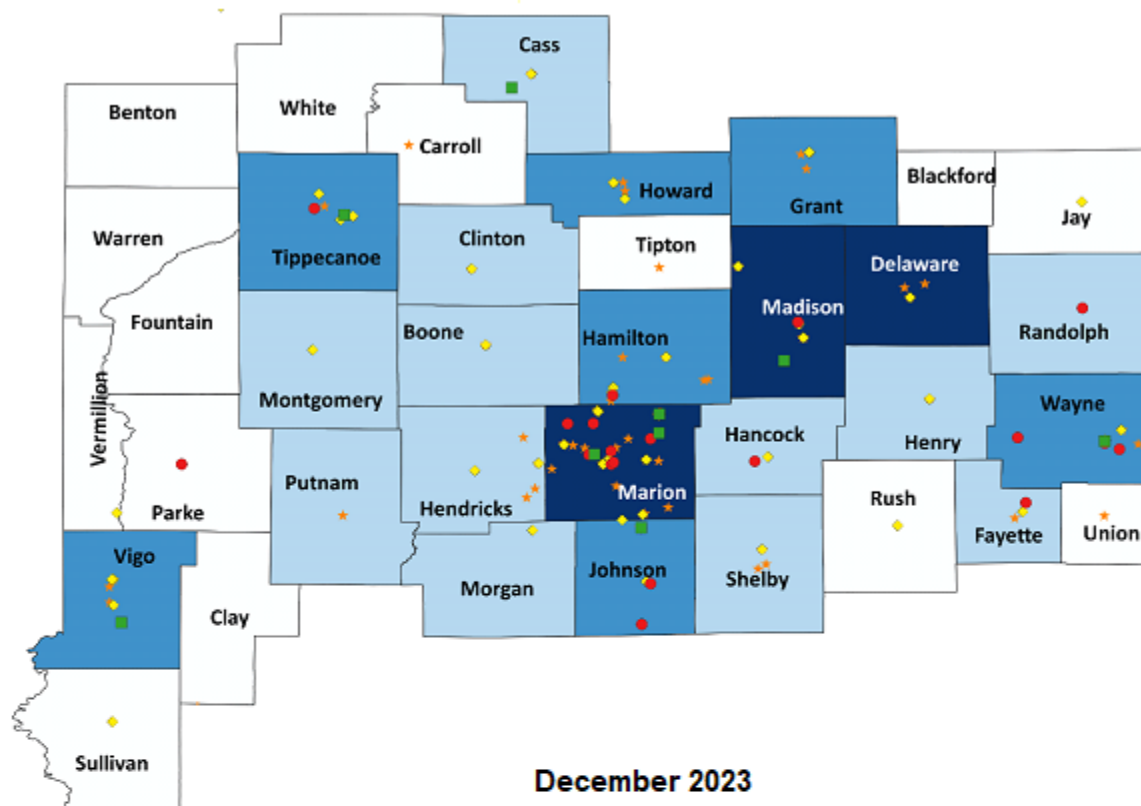 Cass
White
Benton
Carroll
Blackford
Howard
Grant
Jay
Warren
Clinton
Tipton
Tippecanoe
Delaware
Madison
Fountain
Boone
Hamilton
Randolph
Montgomery
Wayne
Vermillion
Hancock
Henry
Putnam
Marion
Rush
Hendricks
Parke
Fayette
Union
Vigo
Johnson
Shelby
Morgan
Clay
Sullivan
December 2023